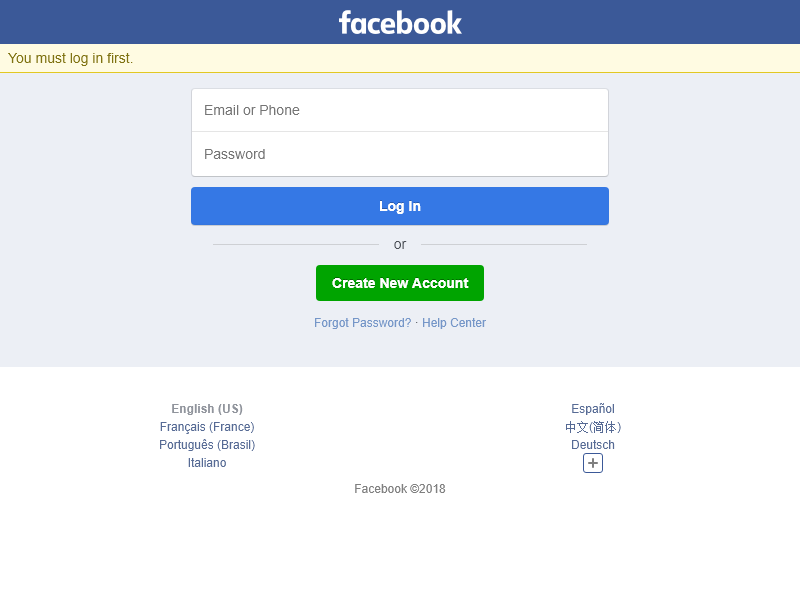 facebook
You must log in first.
Email or Phone
Password
Log In
or
Create New Account
Forgot Password? · Help Center
English (US)
Français (France)
Português (Brasil)
Italiano
Español
中文(简体)
Deutsch
Facebook ©2018